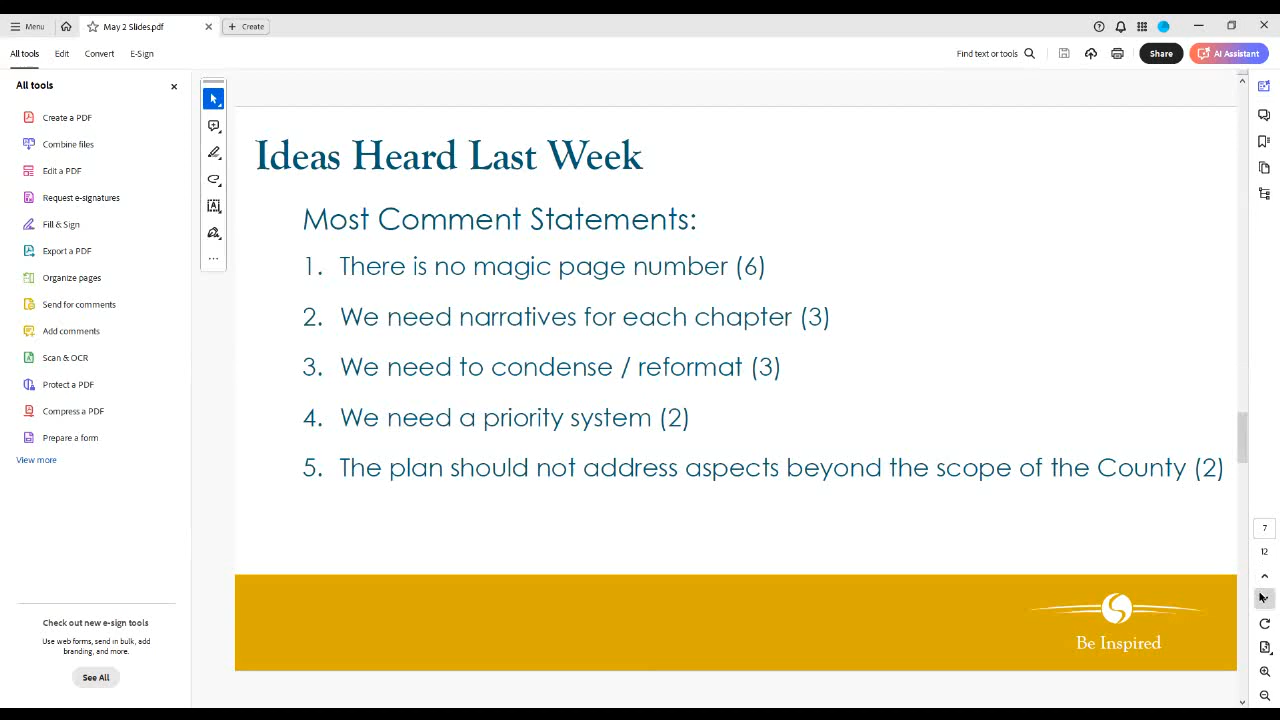 Menu
May 2 Slides.pdf
Create
All tools
Edit
Convert
E-Sign
Find text or tools
Share
AI Assistant
All tools
Create a PDF
Combine files
Edit a PDF
Request e-signatures
Fill & Sign
Export a PDF
Organize pages
Send for comments
Add comments
Scan & OCR
Protect a PDF
Compress a PDF
Prepare a form
View more
Check out new e-sign tools
Use web forms, send in bulk, add
branding, and more.
See All
Ideas Heard Last Week
Most Comment Statements:
1. There is no magic page number (6)
2. We need narratives for each chapter (3)
3. We need to condense / reformat (3)
4. We need a priority system (2)
5. The plan should not address aspects beyond the scope of the County (2)
Be Inspired
7
12